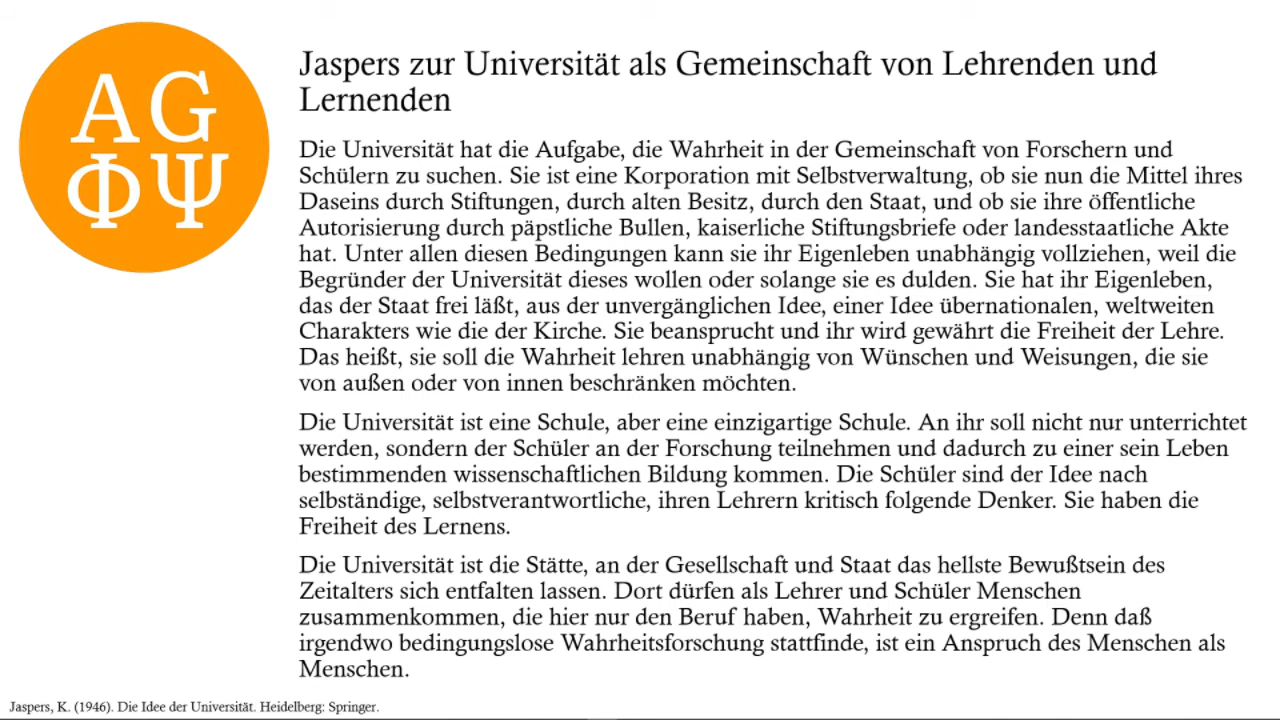 AG
ΦΨ
Jaspers zur Universität als Gemeinschaft von Lehrenden und
Lernenden
Die Universität hat die Aufgabe, die Wahrheit in der Gemeinschaft von Forschern und
Schülern zu suchen. Sie ist eine Korporation mit Selbstverwaltung, ob sie nun die Mittel ihres
Daseins durch Stiftungen, durch alten Besitz, durch den Staat, und ob sie ihre öffentliche
Autorisierung durch päpstliche Bullen, kaiserliche Stiftungsbriefe oder landesstaatliche Akte
hat. Unter allen diesen Bedingungen kann sie ihr Eigenleben unabhängig vollziehen, weil die
Begründer der Universität dieses wollen oder solange sie es dulden. Sie hat ihr Eigenleben,
das der Staat frei läßt, aus der unvergänglichen Idee, einer Idee übernationalen, weltweiten
Charakters wie die der Kirche. Sie beansprucht und ihr wird gewährt die Freiheit der Lehre.
Das heißt, sie soll die Wahrheit lehren unabhängig von Wünschen und Weisungen, die sie
von außen oder von innen beschränken möchten.
Die Universität ist eine Schule, aber eine einzigartige Schule. An ihr soll nicht nur unterrichtet
werden, sondern der Schüler an der Forschung teilnehmen und dadurch zu einer sein Leben
bestimmenden wissenschaftlichen Bildung kommen. Die Schüler sind der Idee nach
selbständige, selbstverantwortliche, ihren Lehrern kritisch folgende Denker. Sie haben die
Freiheit des Lernens.
Die Universität ist die Stätte, an der Gesellschaft und Staat das hellste Bewußtsein des
Zeitalters sich entfalten lassen. Dort dürfen als Lehrer und Schüler Menschen
zusammenkommen, die hier nur den Beruf haben, Wahrheit zu ergreifen. Denn daß
irgendwo bedingungslose Wahrheitsforschung stattfinde, ist ein Anspruch des Menschen als
Menschen.
Jaspers, K. (1946). Die Idee der Universität. Heidelberg: Springer.